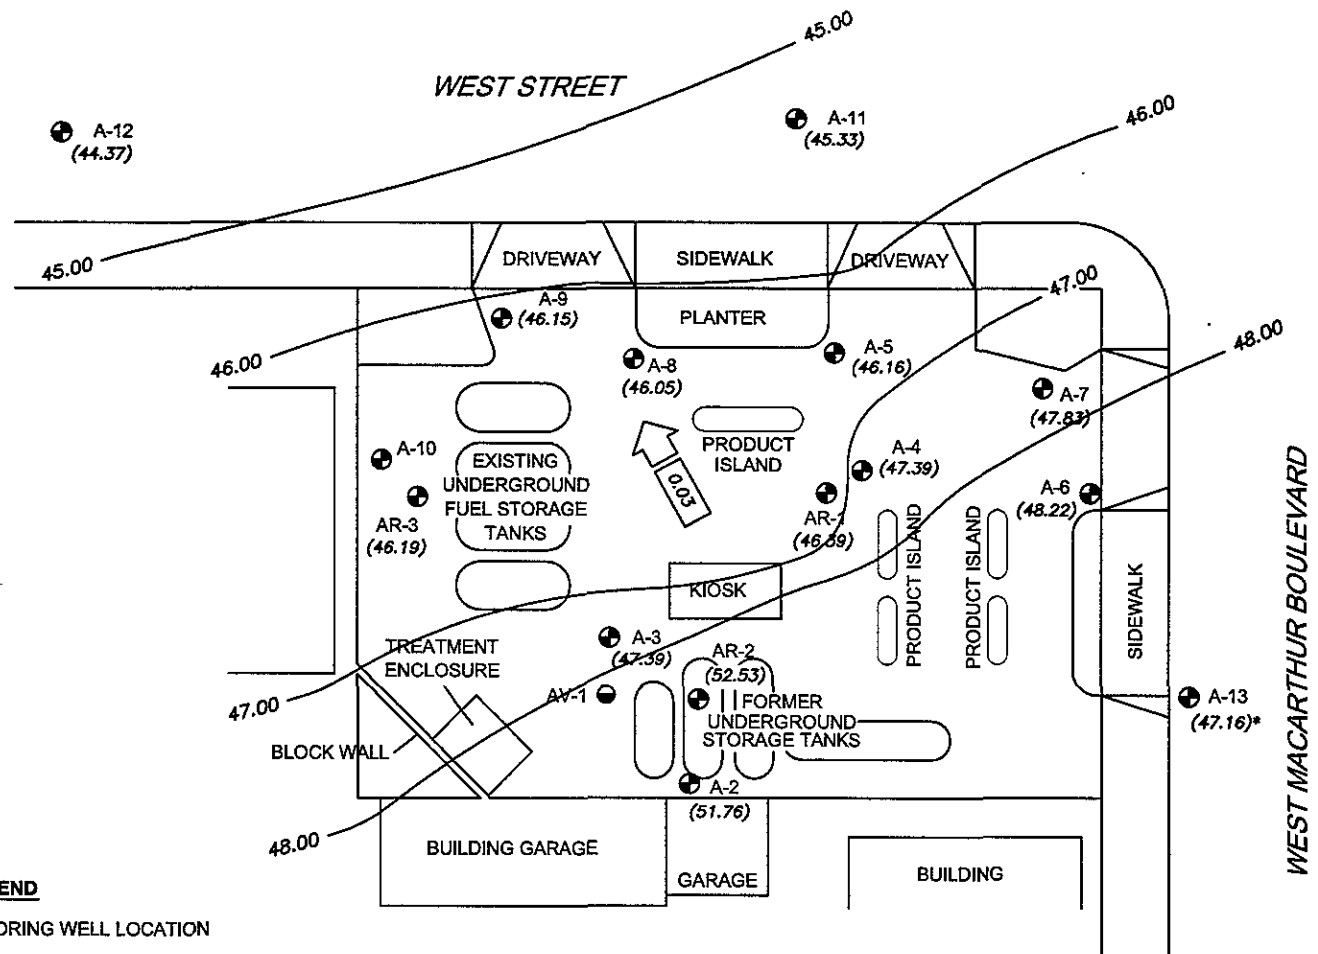 45.00
WEST STREET
A-12
(44.37)
A-11
(45.33)
46.00
45.00
DRIVEWAY
SIDEWALK
DRIVEWAY
47.00
A-9
(46.15)
PLANTER
48.00
46.00
A-8
(46.05)
A-5
(46.16)
A-7
(47.83)
PRODUCT
ISLAND
A-10
EXISTING
UNDERGROUND
FUEL STORAGE
TANKS
0.03
A-4
(47.39)
AR-3
(46.19)
AR-1
A-6
(48.22)
PRODUCT ISLAND
PRODUCT ISLAND
KIOSK
SIDEWALK
WEST MACARTHUR BOULEVARD
TREATMENT
ENCLOSURE
A-3
(47.39)
AR-2
(52.53)
AV-1
FORMER
UNDERGROUND
STORAGE TANKS
A-13
(47.16)*
47.00
BLOCK WALL
A-2
(51.76)
48.00
BUILDING GARAGE
GARAGE
BUILDING
END
ORING WELL LOCATION